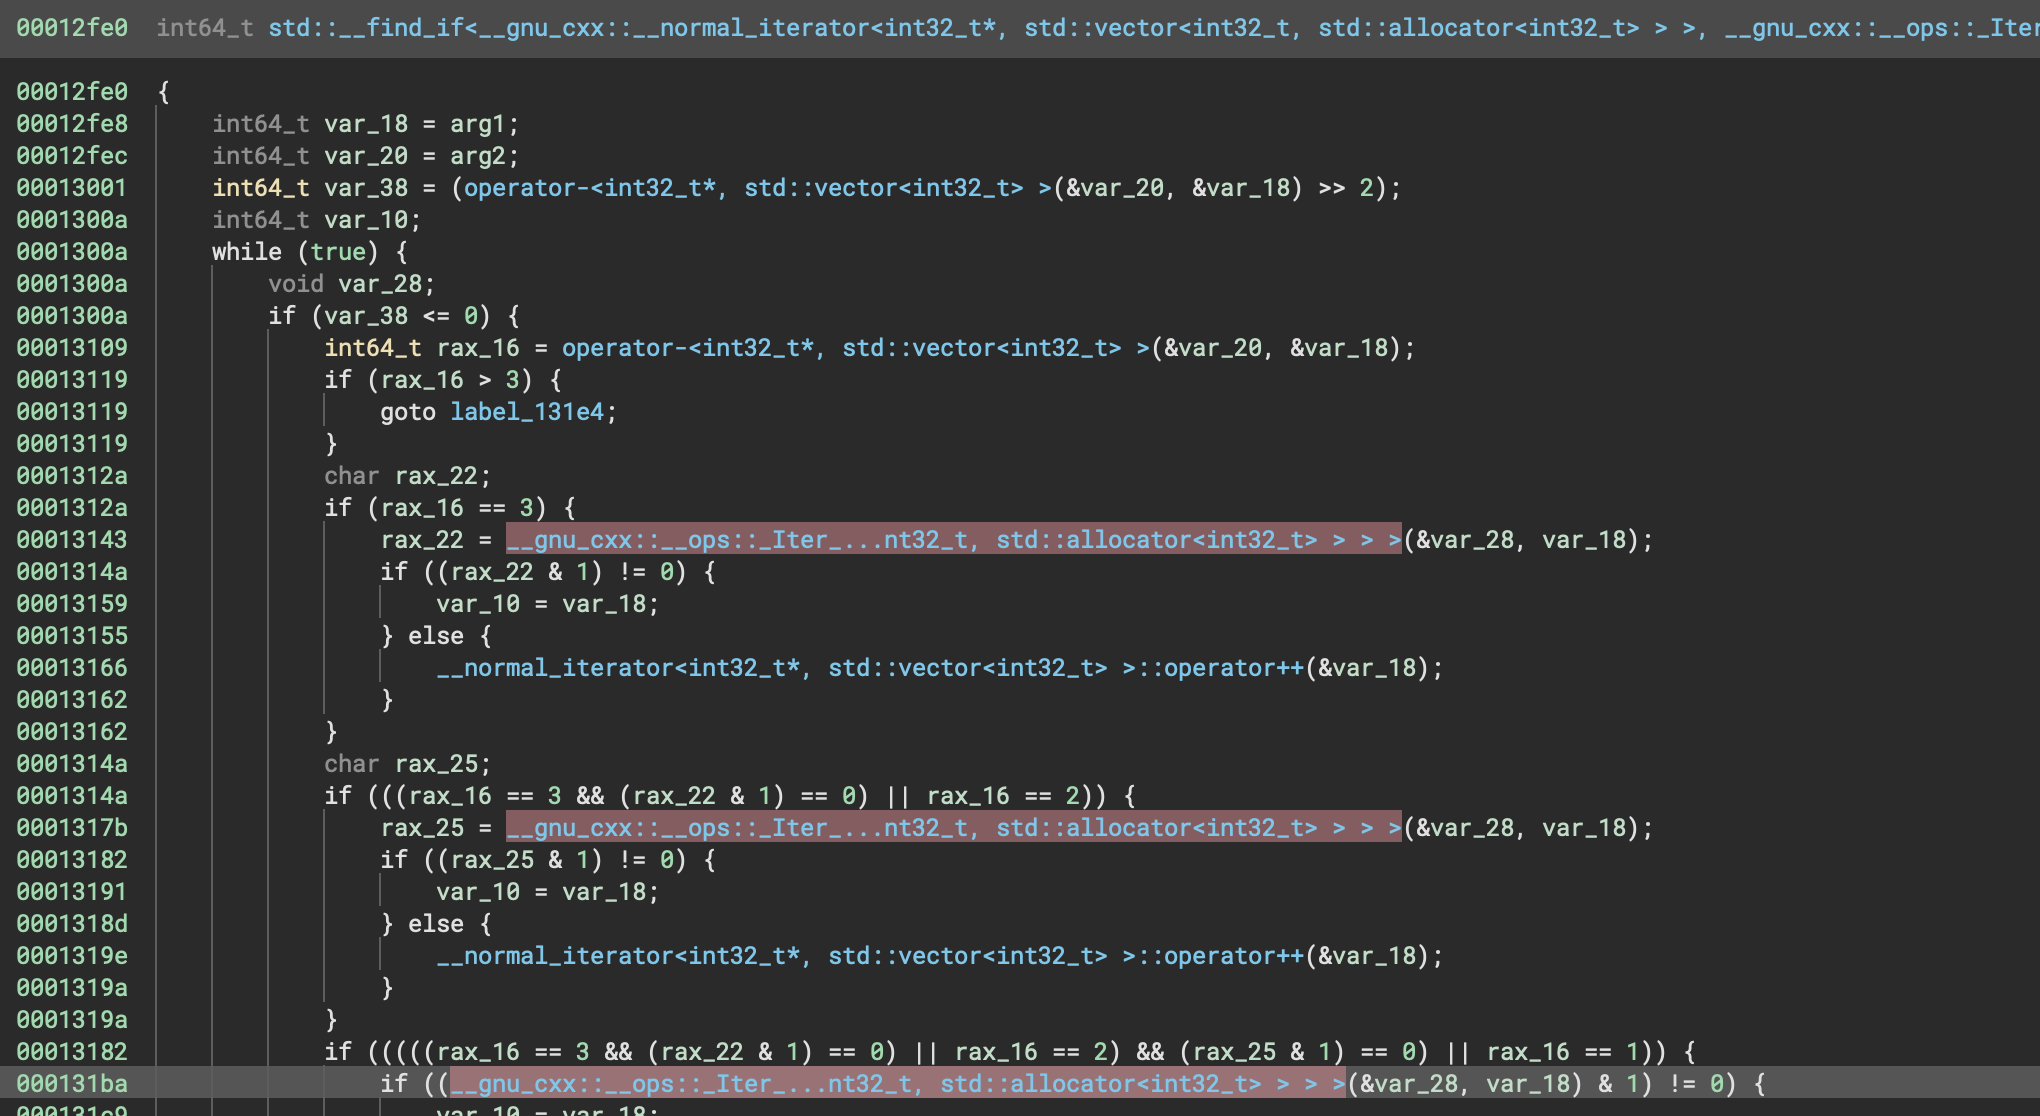 00012fe0  int64_t std::__find_if<__gnu_cxx::__normal_iterator<int32_t*, std::vector<int32_t, std::allocator<int32_t> > >, __gnu_cxx::__ops::_Iter
00012fe0  {
00012fe8      int64_t var_18 = arg1;
00012fec      int64_t var_20 = arg2;
00013001      int64_t var_38 = (operator-<int32_t*, std::vector<int32_t> >(&var_20, &var_18) >> 2);
0001300a      int64_t var_10;
0001300a      while (true) {
0001300a          void var_28;
0001300a          if (var_38 <= 0) {
00013109              int64_t rax_16 = operator-<int32_t*, std::vector<int32_t> >(&var_20, &var_18);
00013119              if (rax_16 > 3) {
00013119                  goto label_131e4;
00013119              }
0001312a              char rax_22;
0001312a              if (rax_16 == 3) {
00013143                  rax_22 = __gnu_cxx::__ops::_Iter_...nt32_t, std::allocator<int32_t> > > >(&var_28, var_18);
0001314a                  if ((rax_22 & 1) != 0) {
00013159                      var_10 = var_18;
00013155                  } else {
00013166                      __normal_iterator<int32_t*, std::vector<int32_t> >::operator++(&var_18);
00013162                  }
00013162              }
0001314a              char rax_25;
0001314a              if (((rax_16 == 3 && (rax_22 & 1) == 0) || rax_16 == 2)) {
0001317b                  rax_25 = __gnu_cxx::__ops::_Iter_...nt32_t, std::allocator<int32_t> > > >(&var_28, var_18);
00013182                  if ((rax_25 & 1) != 0) {
00013191                      var_10 = var_18;
0001318d                  } else {
0001319e                      __normal_iterator<int32_t*, std::vector<int32_t> >::operator++(&var_18);
0001319a                  }
0001319a              }
00013182              if (((((rax_16 == 3 && (rax_22 & 1) == 0) || rax_16 == 2) && (rax_25 & 1) == 0) || rax_16 == 1)) {
000131ba                  if ((__gnu_cxx::__ops::_Iter_...nt32_t, std::allocator<int32_t> > > >(&var_28, var_18) & 1) != 0) {
000131c9                      var_10 = var_18;